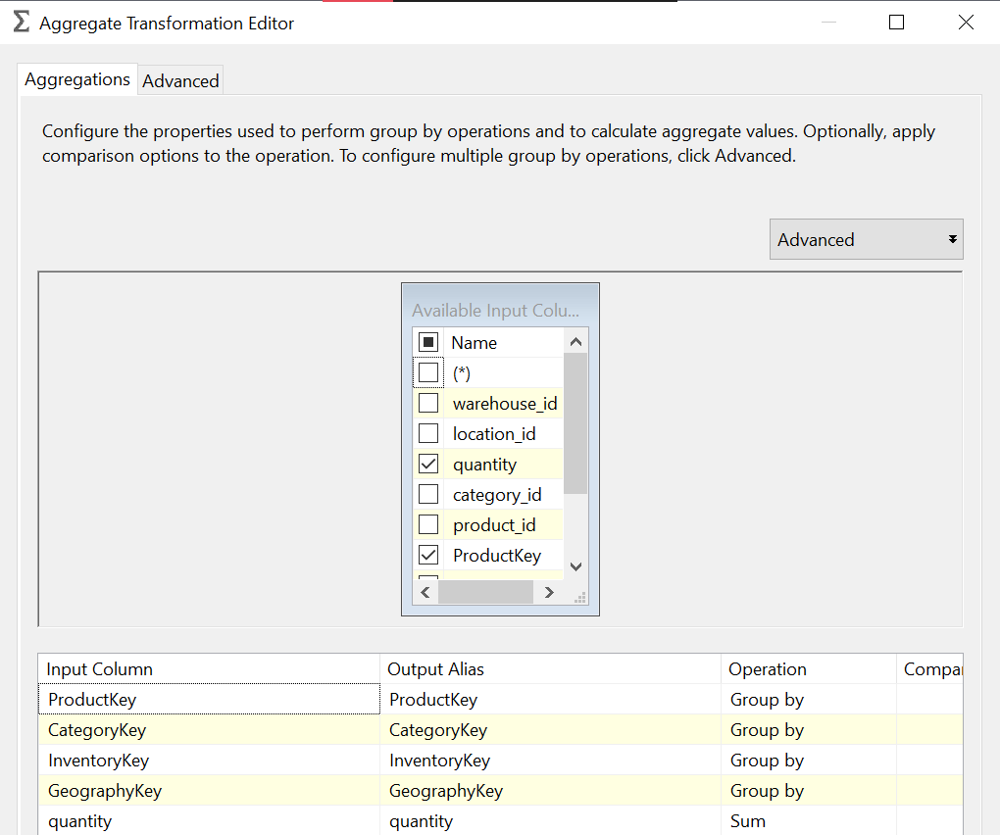 Aggregate Transformation Editor
Aggregations Advanced
Configure the properties used to perform group by operations and to calculate aggregate values. Optionally, apply
comparison options to the operation. To configure multiple group by operations, click Advanced.
Advanced
Available Input Colu...
Name
(*)
warehouse_id
location_id
quantity
category_id
product_id
ProductKey
Input Column Output Alias Operation Compa
ProductKey ProductKey Group by
CategoryKey CategoryKey Group by
InventoryKey InventoryKey Group by
GeographyKey GeographyKey Group by
quantity quantity Sum